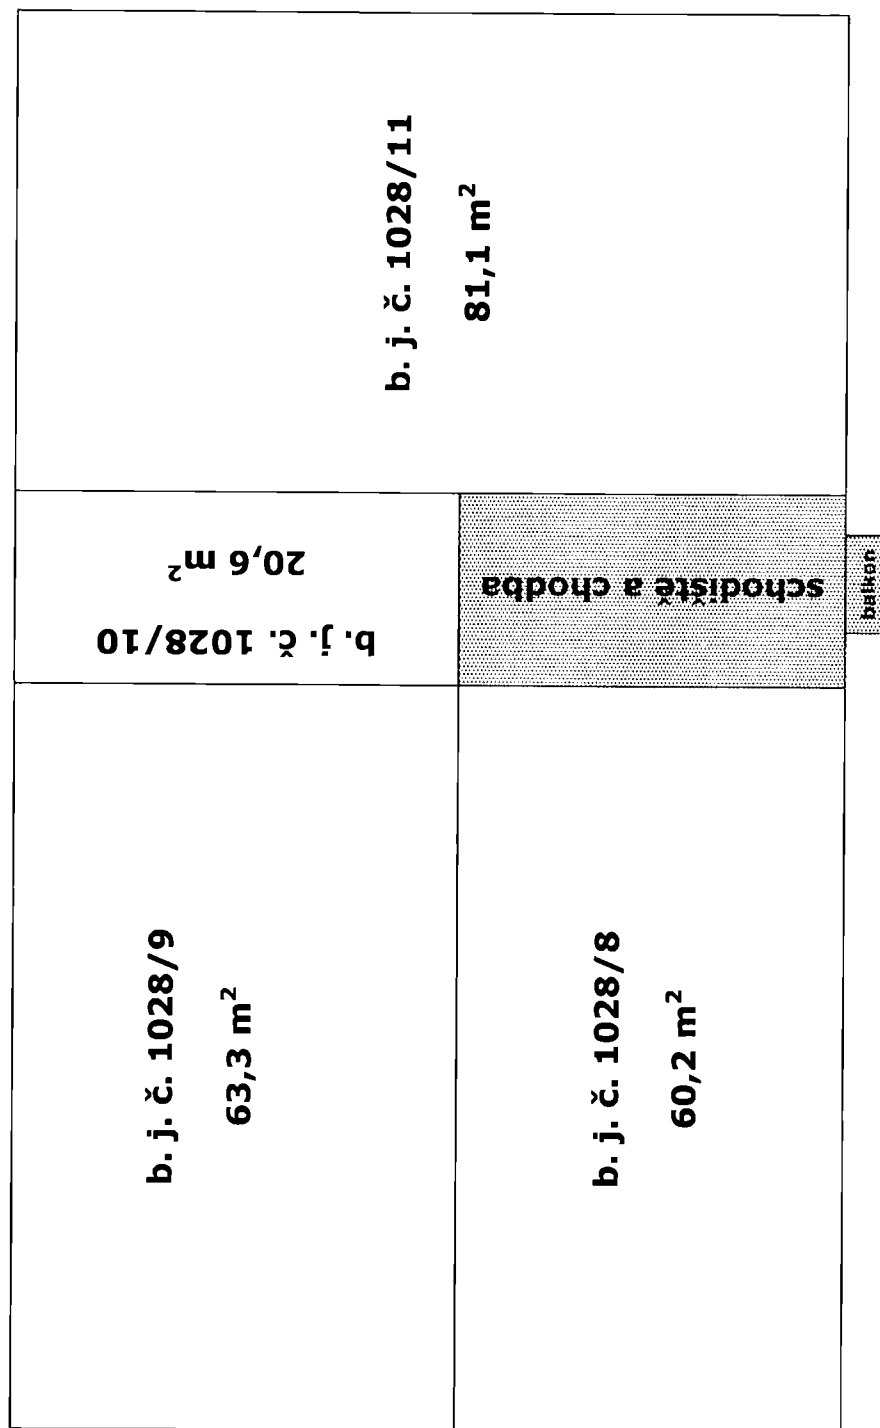 b. j. č. 1028/11
81,1 m²
b. j. č. 1028/10
20,6 m²
schodiště a chodba
balkon
b. j. č. 1028/9
63,3 m²
b. j. č. 1028/8
60,2 m²